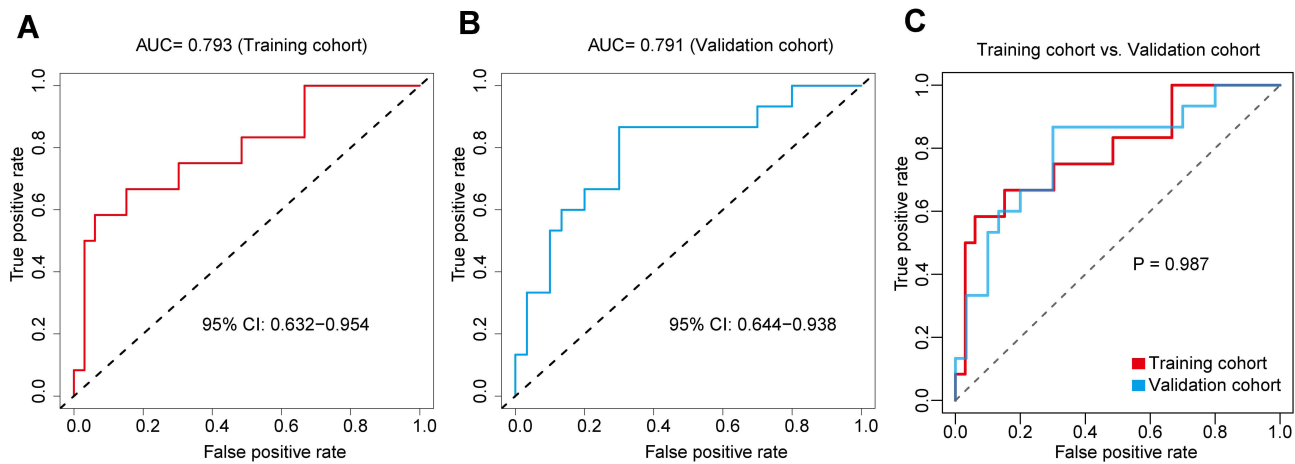 A
AUC= 0.793 (Training cohort)
True positive rate
1.0
0.8
0.6
0.4
0.2
0.0
95% CI: 0.632−0.954
0.0 0.2 0.4 0.6 0.8 1.0
False positive rate
B
AUC= 0.791 (Validation cohort)
True positive rate
1.0
0.8
0.6
0.4
0.2
0.0
95% CI: 0.644−0.938
0.0 0.2 0.4 0.6 0.8 1.0
False positive rate
C
Training cohort vs. Validation cohort
True positive rate
1.0
0.8
0.6
0.4
0.2
0.0
P = 0.987
Training cohort
Validation cohort
0.0 0.2 0.4 0.6 0.8 1.0
False positive rate